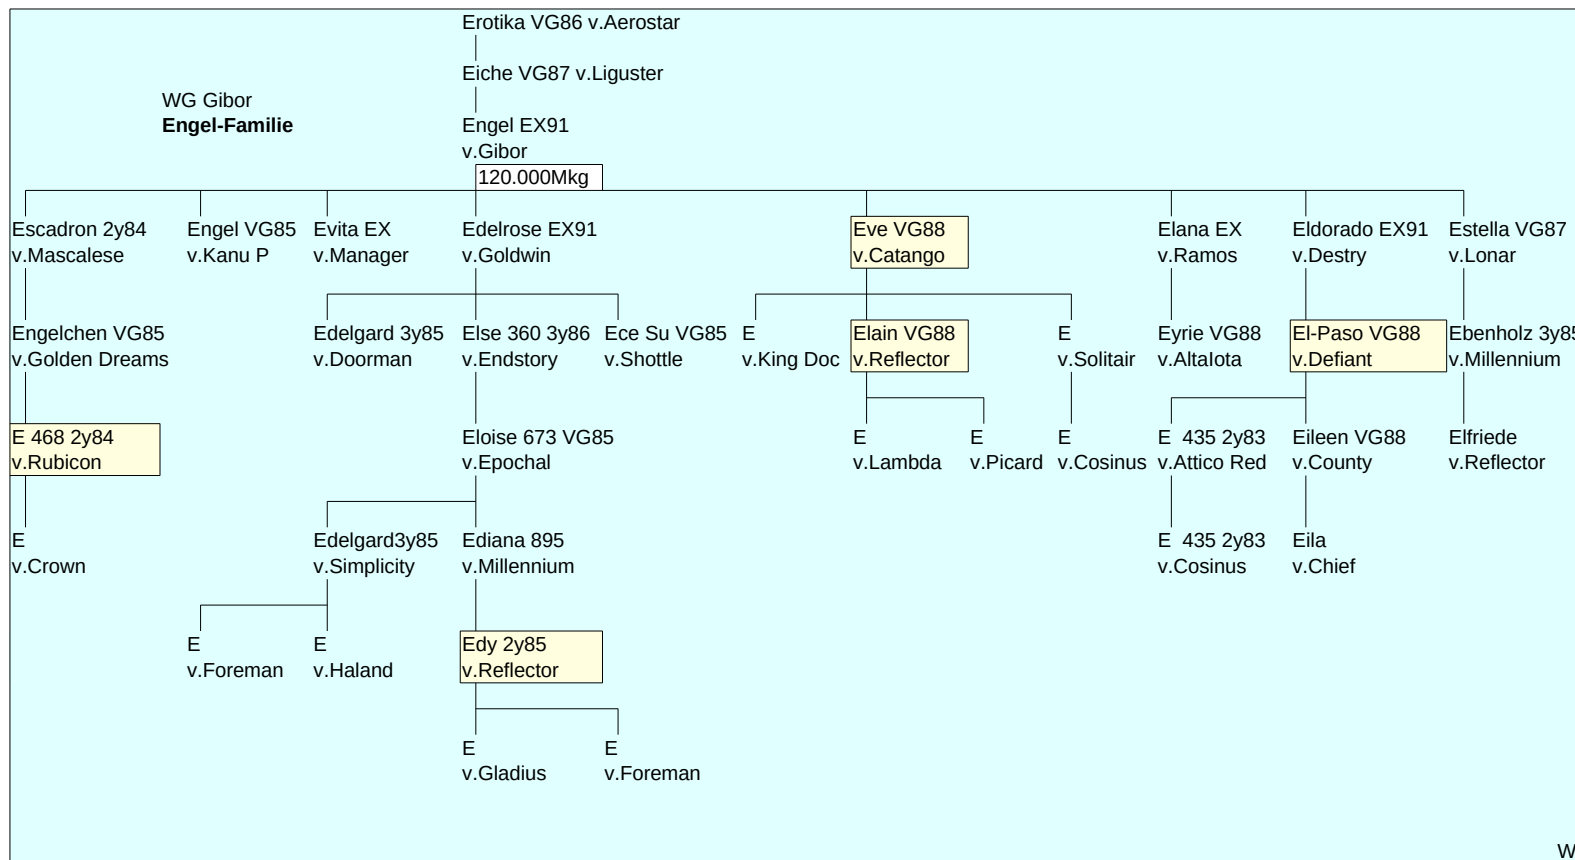 Erotika VG86 v.Aerostar
Eiche VG87 v.Liguster
WG Gibor
Engel-Familie
Engel EX91
v.Gibor
120.000Mkg
Escadron 2y84
v.Mascalese
Engel VG85
v.Kanu P
Evita EX
v.Manager
Edelrose EX91
v.Goldwin
Eve VG88
v.Catango
Elana EX
v.Ramos
Eldorado EX91
v.Destry
Estella VG87
v.Lonar
Engelchen VG85
v.Golden Dreams
Edelgard 3y85
v.Doorman
Else 360 3y86
v.Endstory
Ece Su VG85
v.Shottle
E
v.King Doc
Elain VG88
v.Reflector
E
v.Solitair
Eyrie VG88
v.AltaIota
El-Paso VG88
v.Defiant
Ebenholz 3y85
v.Millennium
E 468 2y84
v.Rubicon
Eloise 673 VG85
v.Epochal
E
v.Lambda
E
v.Picard
E
v.Cosinus
E  435 2y83
v.Attico Red
Eileen VG88
v.County
Elfriede
v.Reflector
E
v.Crown
Edelgard3y85
v.Simplicity
Ediana 895
v.Millennium
E  435 2y83
v.Cosinus
Eila
v.Chief
E
v.Foreman
E
v.Haland
Edy 2y85
v.Reflector
E
v.Gladius
E
v.Foreman
W